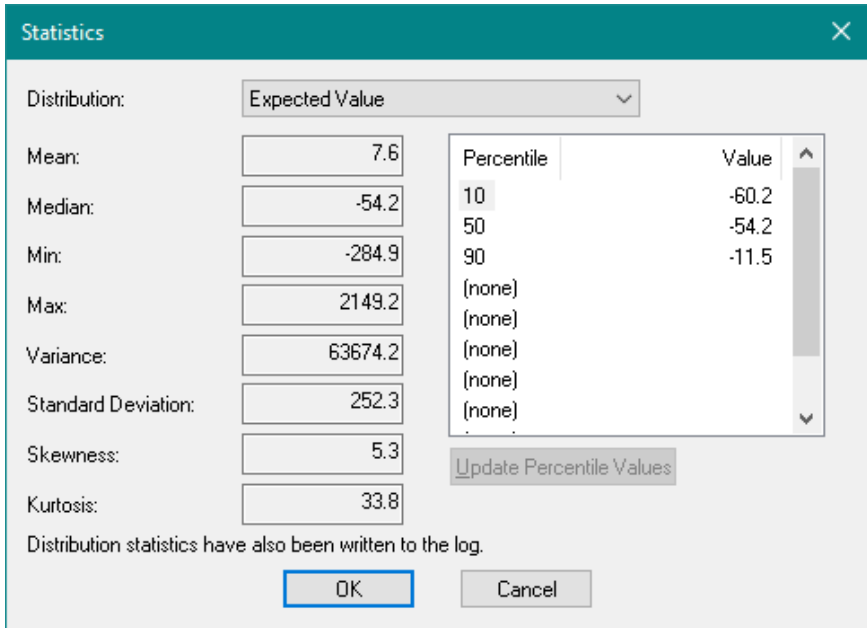 Statistics
Distribution: Expected Value
Mean: 7.6
Median: -54.2
Min: -284.9
Max: 2149.2
Variance: 63674.2
Standard Deviation: 252.3
Skewness: 5.3
Kurtosis: 33.8
Percentile Value
10 -60.2
50 -54.2
90 -11.5
(none)
(none)
(none)
(none)
(none)
Update Percentile Values
Distribution statistics have also been written to the log.
OK Cancel